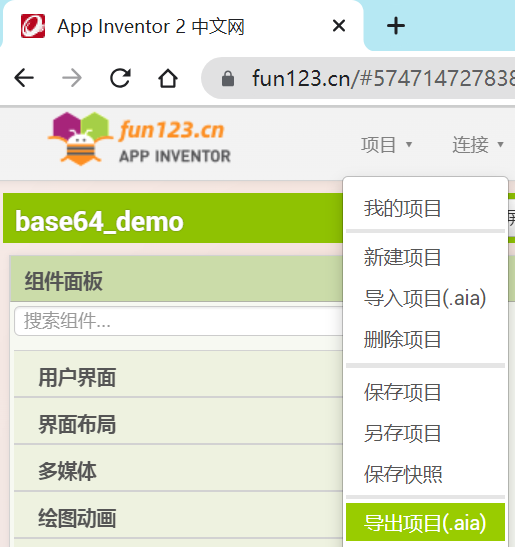 App Inventor 2 中文网
fun123.cn/#574714727838
fun123.cn
APP INVENTOR
项目
连接
base64_demo
组件面板
搜索组件...
用户界面
界面布局
多媒体
绘图动画
我的项目
新建项目
导入项目(.aia)
删除项目
保存项目
另存项目
保存快照
导出项目(.aia)